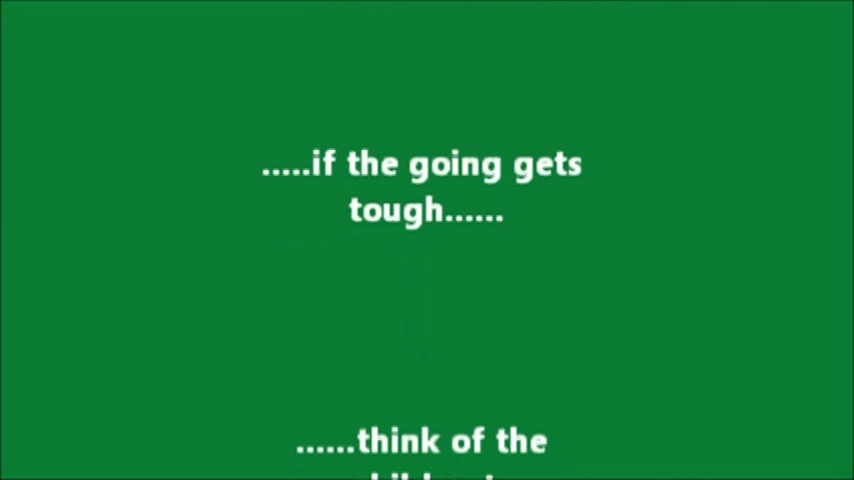 .....if the going gets
tough......
......think of the